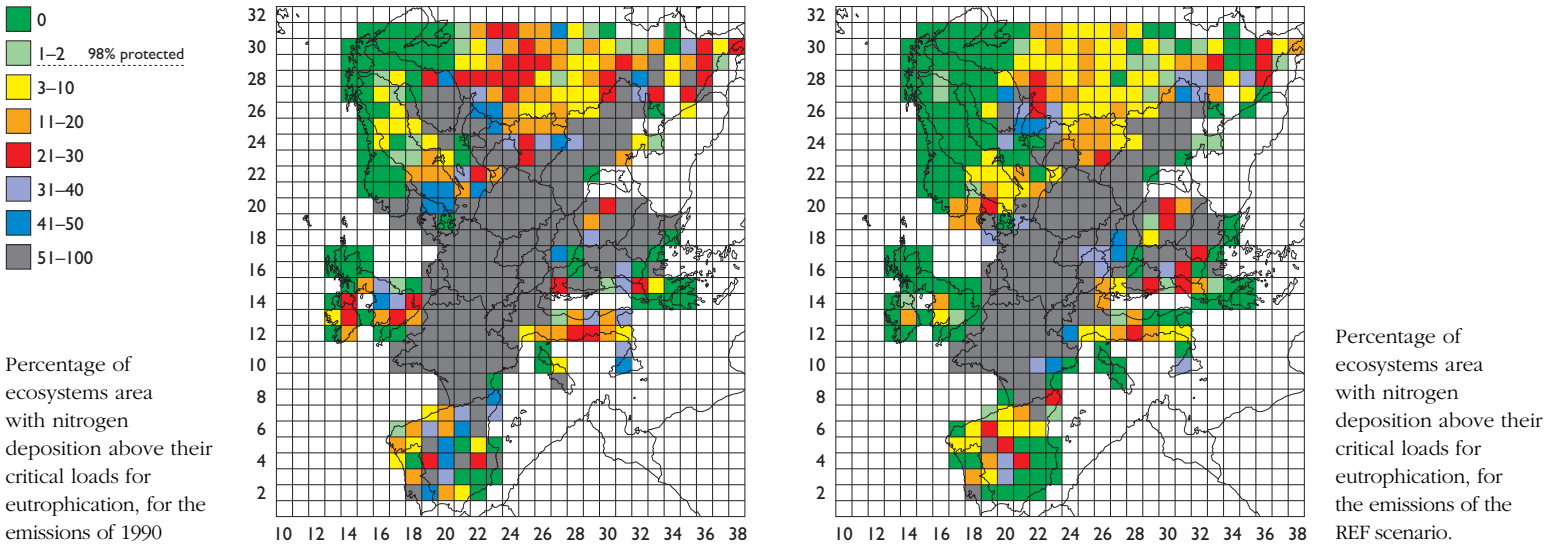 0
1–2 98% protected
3–10
11–20
21–30
31–40
41–50
51–100
Percentage of
ecosystems area
with nitrogen
deposition above their
critical loads for
eutrophication, for the
emissions of 1990
32
30
28
26
24
22
20
18
16
14
12
10
8
6
4
2
10 12 14 16 18 20 22 24 26 28 30 32 34 36 38
32
30
28
26
24
22
20
18
16
14
12
10
8
6
4
2
10 12 14 16 18 20 22 24 26 28 30 32 34 36 38
Percentage of
ecosystems area
with nitrogen
deposition above their
critical loads for
eutrophication, for
the emissions of the
REF scenario.